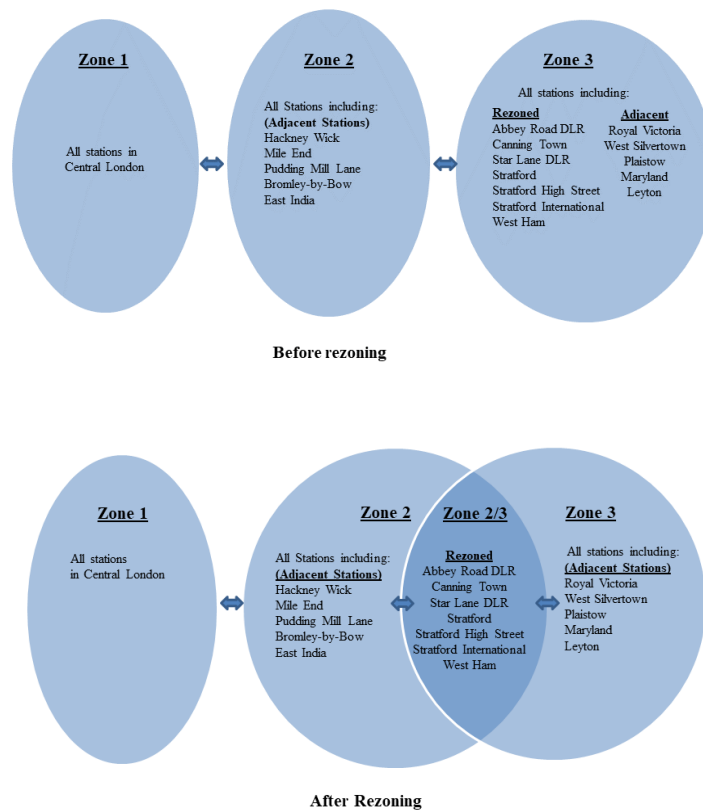 Zone 1
All stations in
Central London
Zone 2
All Stations including:
(Adjacent Stations)
Hackney Wick
Mile End
Pudding Mill Lane
Bromley-by-Bow
East India
Zone 3
All stations including:
Rezoned
Abbey Road DLR
Canning Town
Star Lane DLR
Stratford
Stratford High Street
Stratford International
West Ham
Adjacent
Royal Victoria
West Silvertown
Plaistow
Maryland
Leyton
Before rezoning
Zone 1
All stations
in Central London
Zone 2
All Stations including:
(Adjacent Stations)
Hackney Wick
Mile End
Pudding Mill Lane
Bromley-by-Bow
East India
Zone 2/3
Rezoned
Abbey Road DLR
Canning Town
Star Lane DLR
Stratford
Stratford High Street
Stratford International
West Ham
Zone 3
All stations including:
(Adjacent Stations)
Royal Victoria
West Silvertown
Plaistow
Maryland
Leyton
After Rezoning